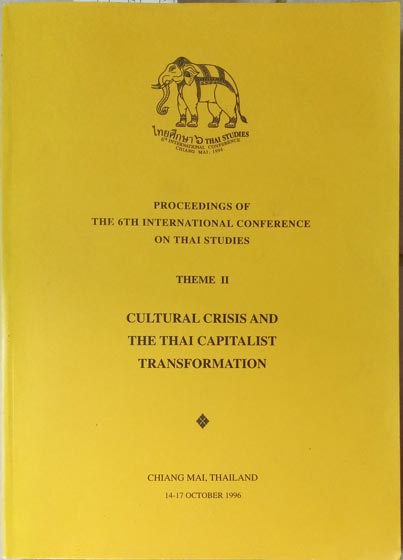 ไทยศึกษา ๖ THAI STUDIES
6th INTERNATIONAL CONFERENCE
CHIANG MAI, 1996
PROCEEDINGS OF
THE 6TH INTERNATIONAL CONFERENCE
ON THAI STUDIES
THEME II
CULTURAL CRISIS AND
THE THAI CAPITALIST
TRANSFORMATION
CHIANG MAI, THAILAND
14-17 OCTOBER 1996